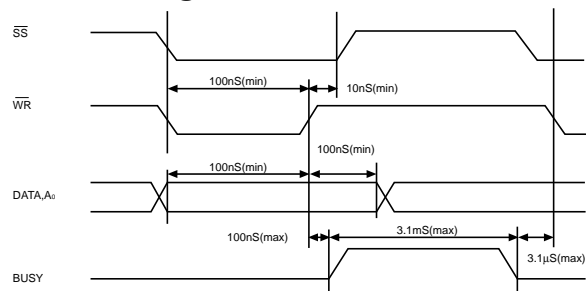 SS
100nS(min)
10nS(min)
WR
100nS(min)
100nS(min)
DATA,A₀
100nS(max)
3.1mS(max)
3.1µS(max)
BUSY